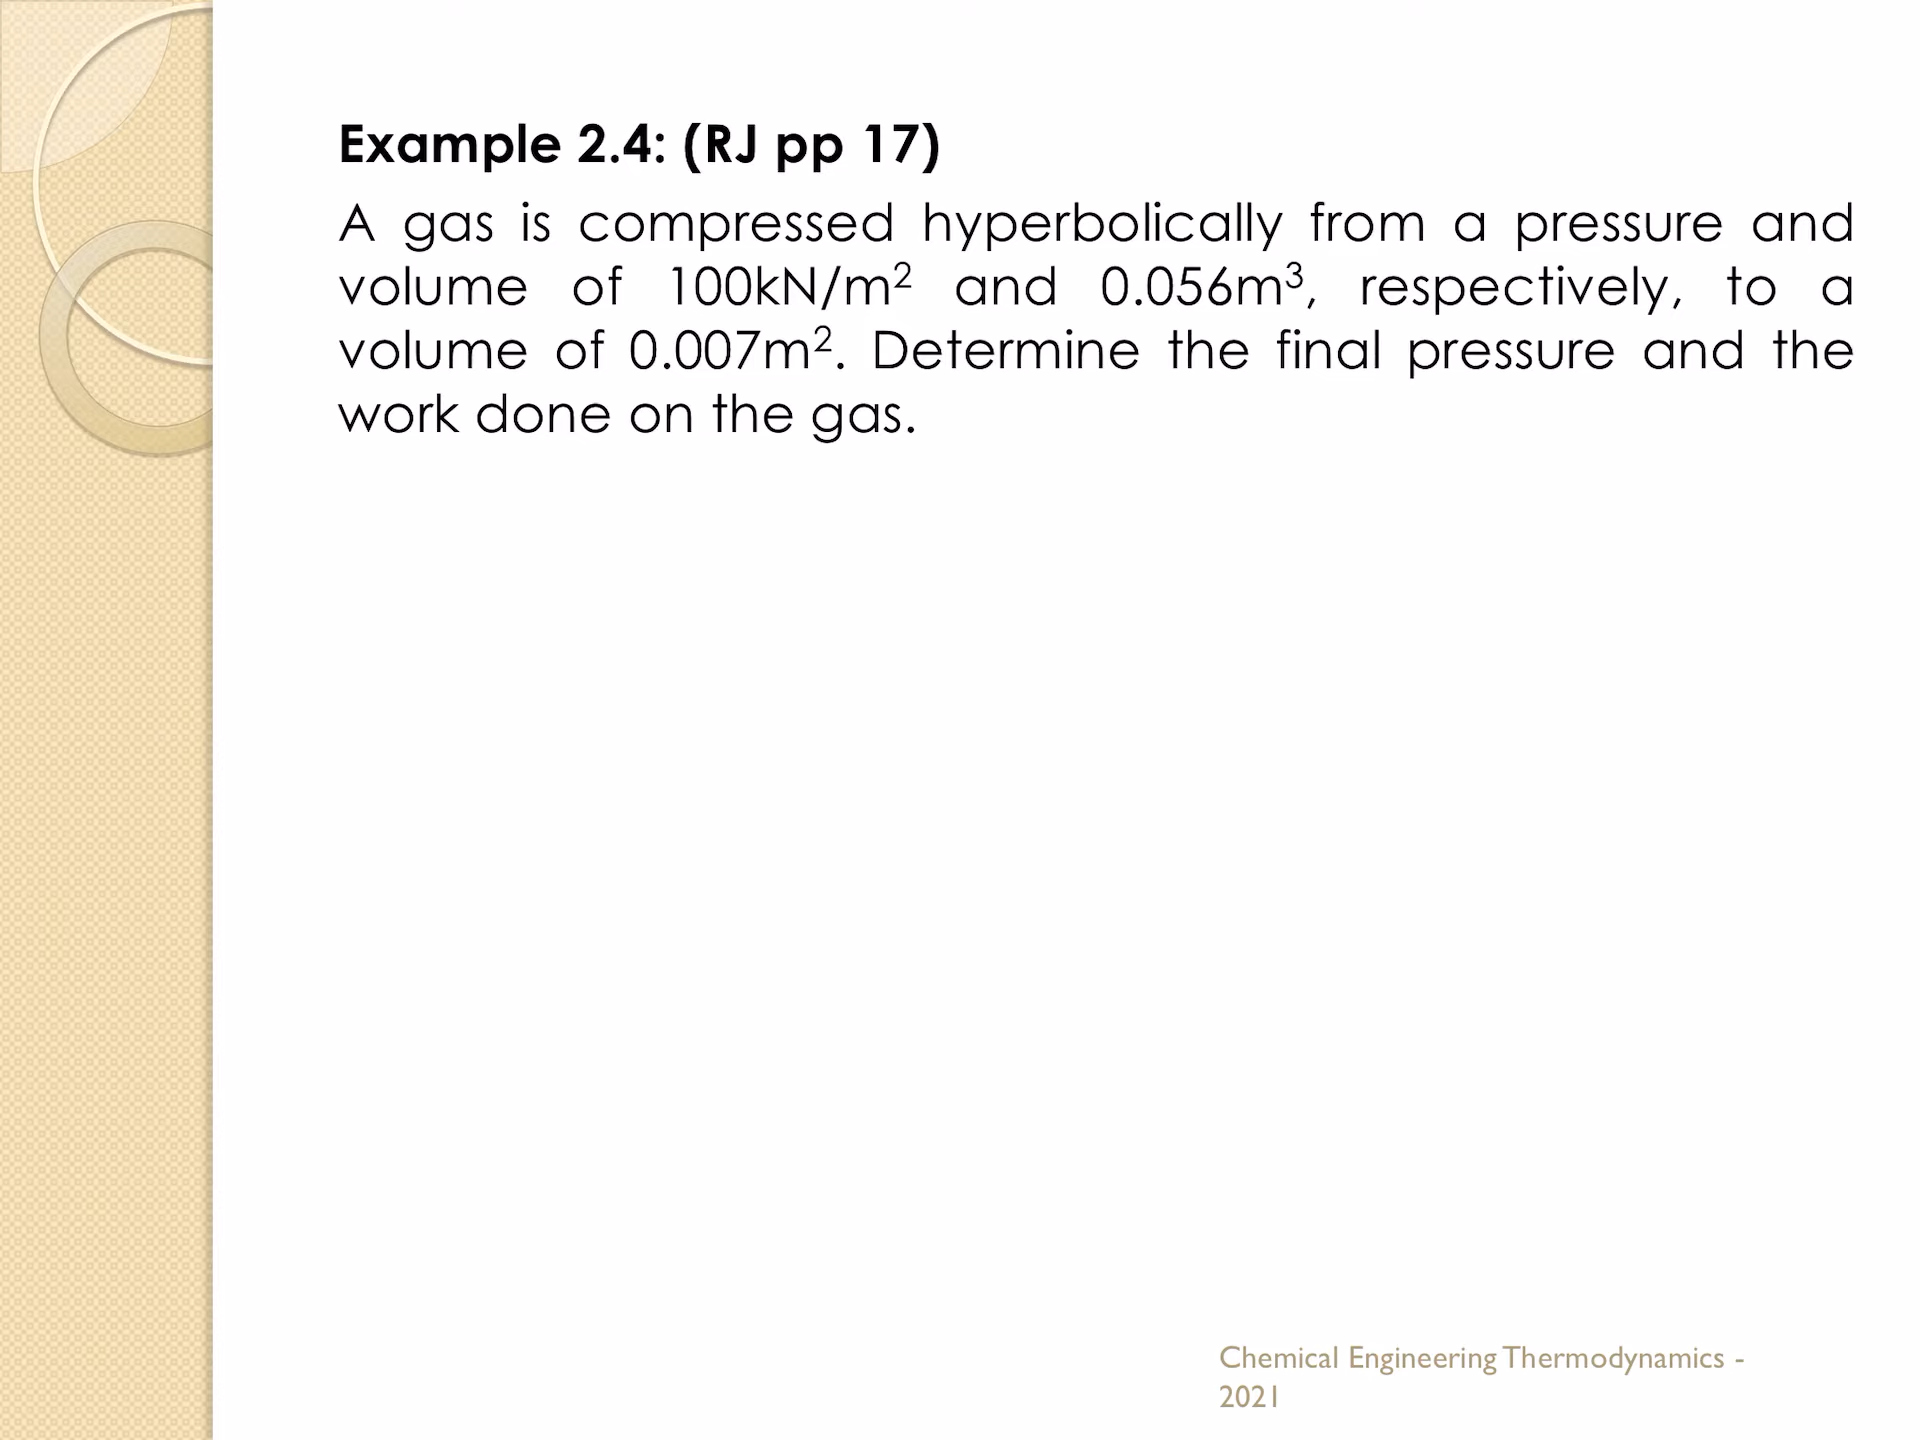 Example 2.4: (RJ pp 17)
A gas is compressed hyperbolically from a pressure and
volume of 100kN/m² and 0.056m³, respectively, to a
volume of 0.007m². Determine the final pressure and the
work done on the gas.
Chemical Engineering Thermodynamics -
2021